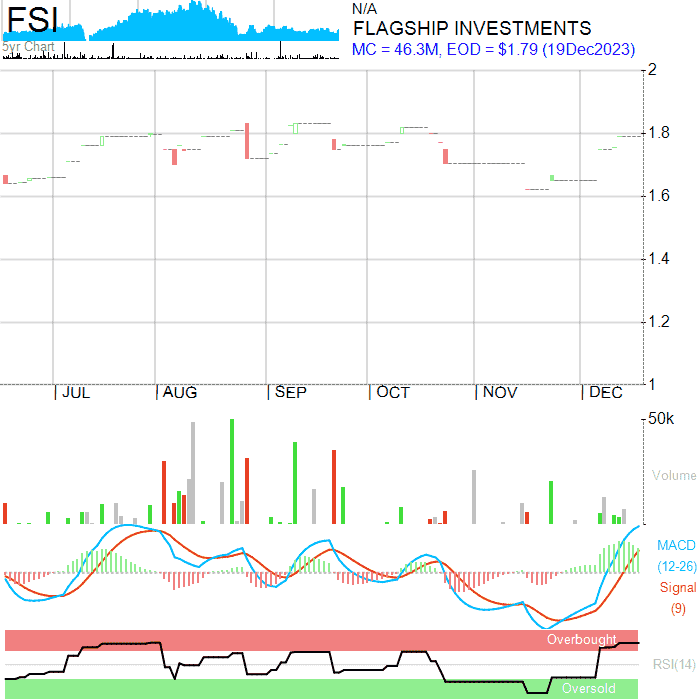 FSI
5yr Chart
N/A
FLAGSHIP INVESTMENTS
MC = 46.3M, EOD = $1.79 (19Dec2023)
2
1.8
1.6
1.4
1.2
1
JUL AUG SEP OCT NOV DEC
50k
Volume
MACD
(12-26)
Signal
(9)
Overbought
RSI(14)
Oversold